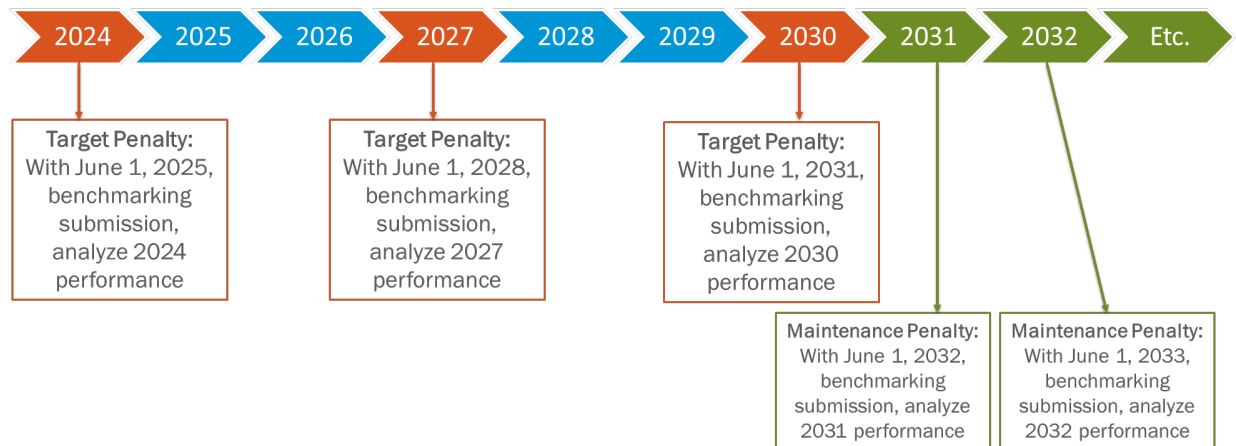 2024
2025
2026
2027
2028
2029
2030
2031
2032
Etc.
Target Penalty:
With June 1, 2025,
benchmarking
submission,
analyze 2024
performance
Target Penalty:
With June 1, 2028,
benchmarking
submission,
analyze 2027
performance
Target Penalty:
With June 1, 2031,
benchmarking
submission,
analyze 2030
performance
Maintenance Penalty:
With June 1, 2032,
benchmarking
submission, analyze
2031 performance
Maintenance Penalty:
With June 1, 2033,
benchmarking
submission, analyze
2032 performance